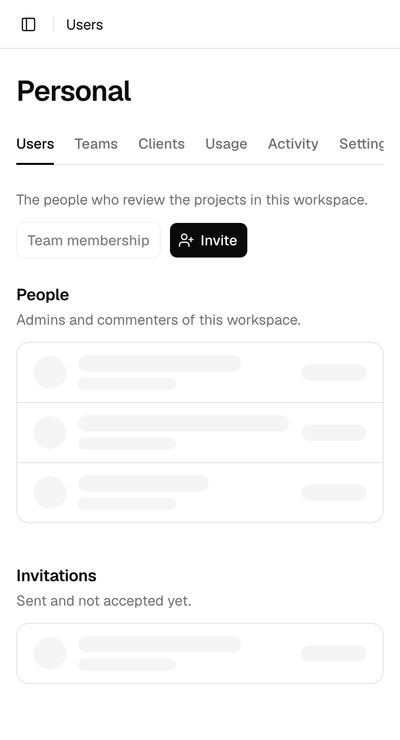 Users
Personal
Users Teams Clients Usage Activity Setting
The people who review the projects in this workspace.
Team membership Invite
People
Admins and commenters of this workspace.
Invitations
Sent and not accepted yet.